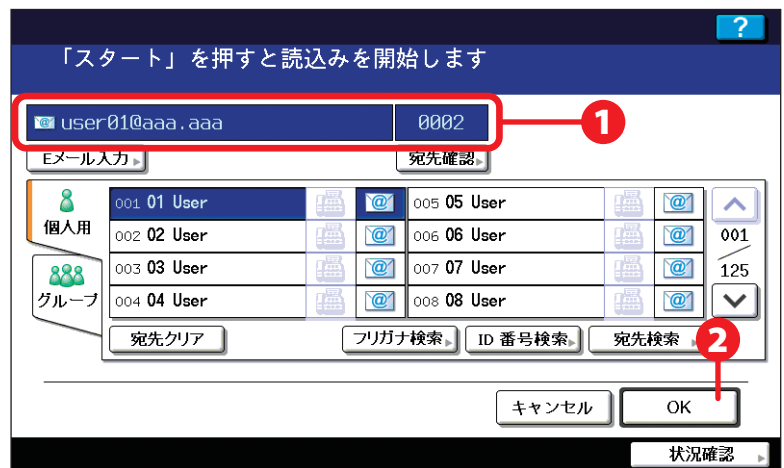 ?
「スタート」を押すと読込みを開始します
user01@aaa.aaa 0002 1
Eメール入力 宛先確認
個人用
グループ
001 01 User 005 05 User
002 02 User 006 06 User
003 03 User 007 07 User
004 04 User 008 08 User
001
125
宛先クリア フリガナ検索 ID 番号検索 宛先検索 2
キャンセル OK
状況確認